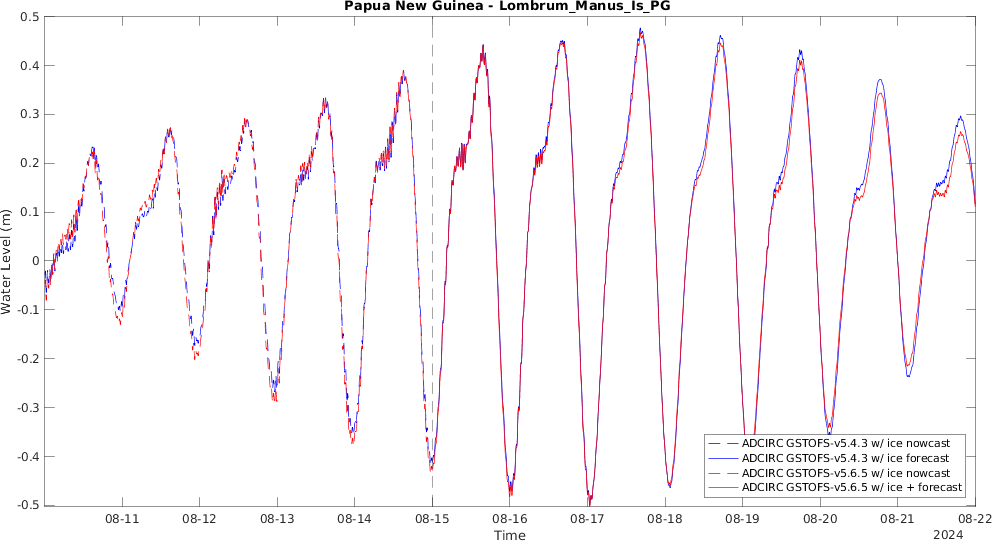 Papua New Guinea - Lombrum_Manus_Is_PG
0.5
0.4
0.3
0.2
0.1
0
-0.1
-0.2
-0.3
-0.4
-0.5
Water Level (m)
ADCIRC GSTOFS-v5.4.3 w/ ice nowcast
ADCIRC GSTOFS-v5.4.3 w/ ice forecast
ADCIRC GSTOFS-v5.6.5 w/ ice nowcast
ADCIRC GSTOFS-v5.6.5 w/ ice + forecast
08-11 08-12 08-13 08-14 08-15 08-16 08-17 08-18 08-19 08-20 08-21 08-22
Time
2024